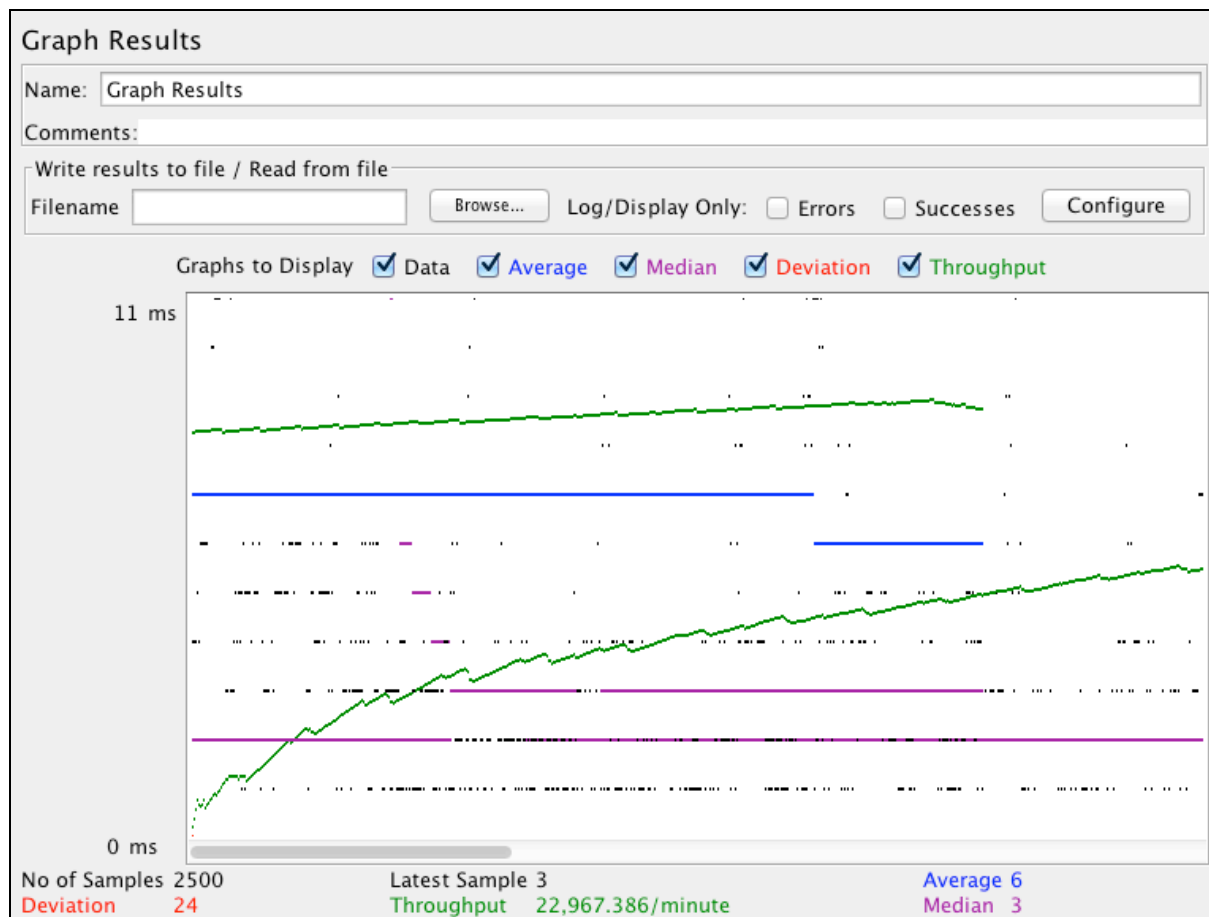 Graph Results
Name: Graph Results
Comments:
Write results to file / Read from file
Filename Browse... Log/Display Only: Errors Successes Configure
Graphs to Display Data Average Median Deviation Throughput
11 ms
0 ms
No of Samples 2500 Latest Sample 3 Average 6
Deviation 24 Throughput 22,967.386/minute Median 3